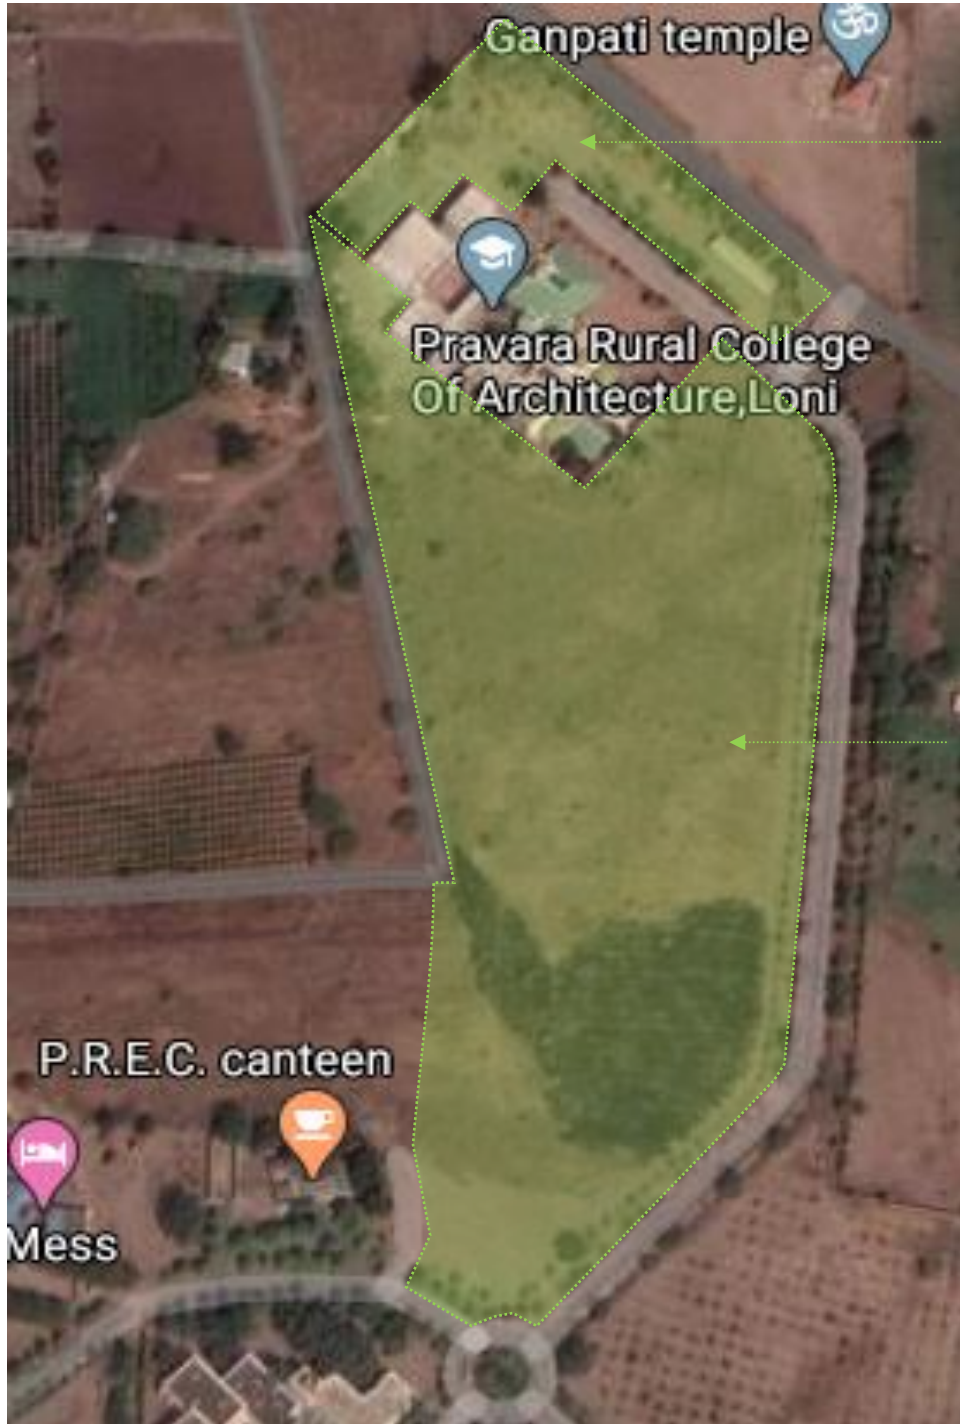 Ganpati temple
Pravara Rural College
Of Architecture,Loni
P.R.E.C. canteen
Mess